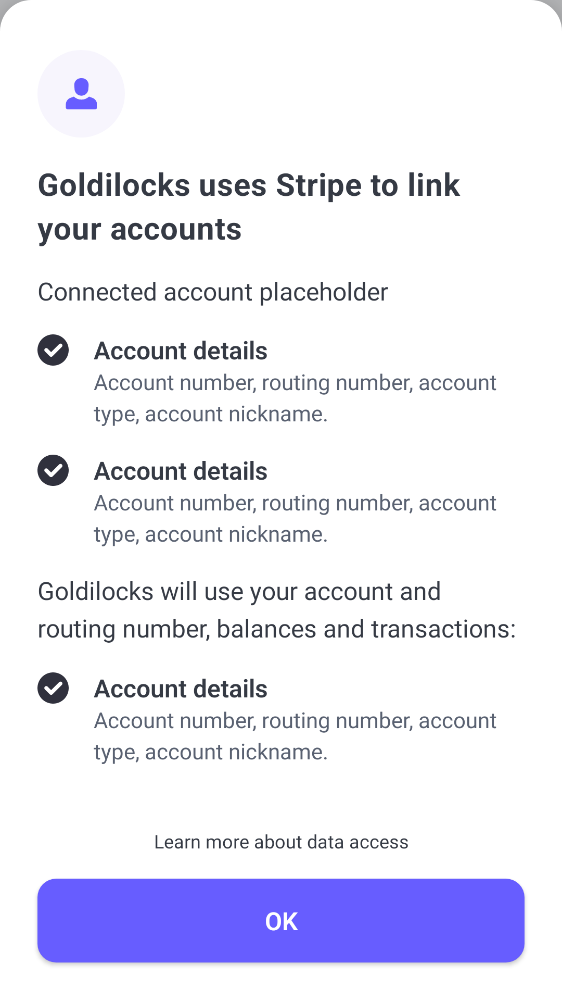 Goldilocks uses Stripe to link
your accounts
Connected account placeholder
Account details
Account number, routing number, account
type, account nickname.
Account details
Account number, routing number, account
type, account nickname.
Goldilocks will use your account and
routing number, balances and transactions:
Account details
Account number, routing number, account
type, account nickname.
Learn more about data access
OK